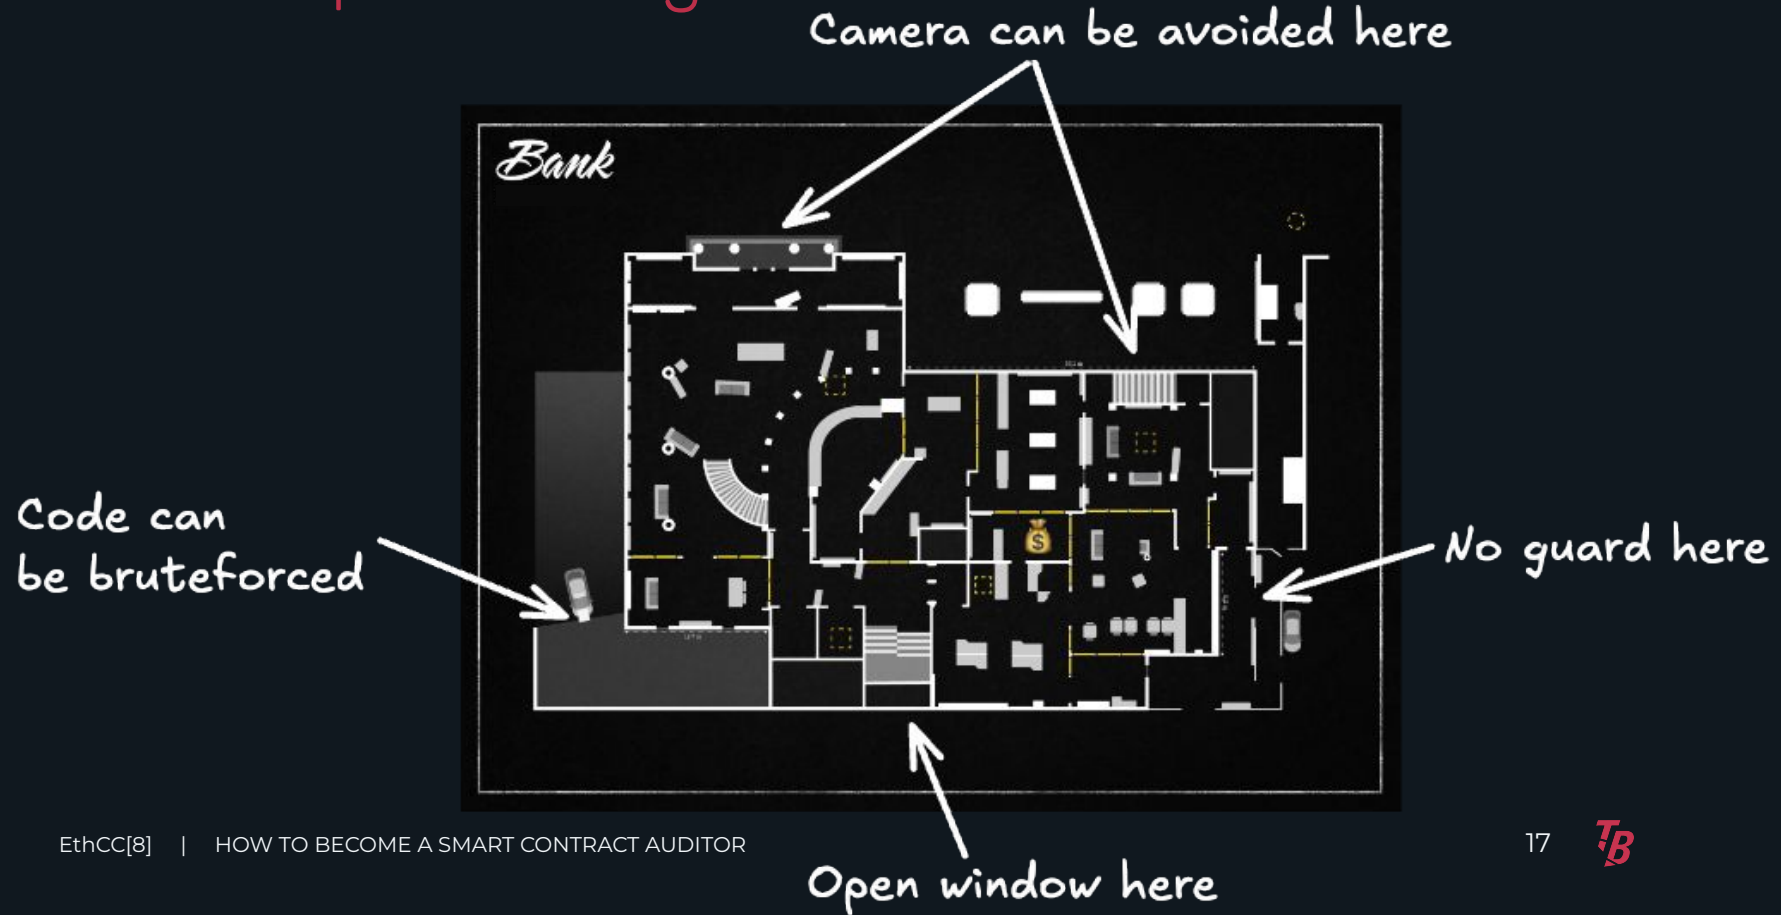 Camera can be avoided here
Bank
Code can
be bruteforced
No guard here
EthCC[8] | HOW TO BECOME A SMART CONTRACT AUDITOR
17
TB
Open window here